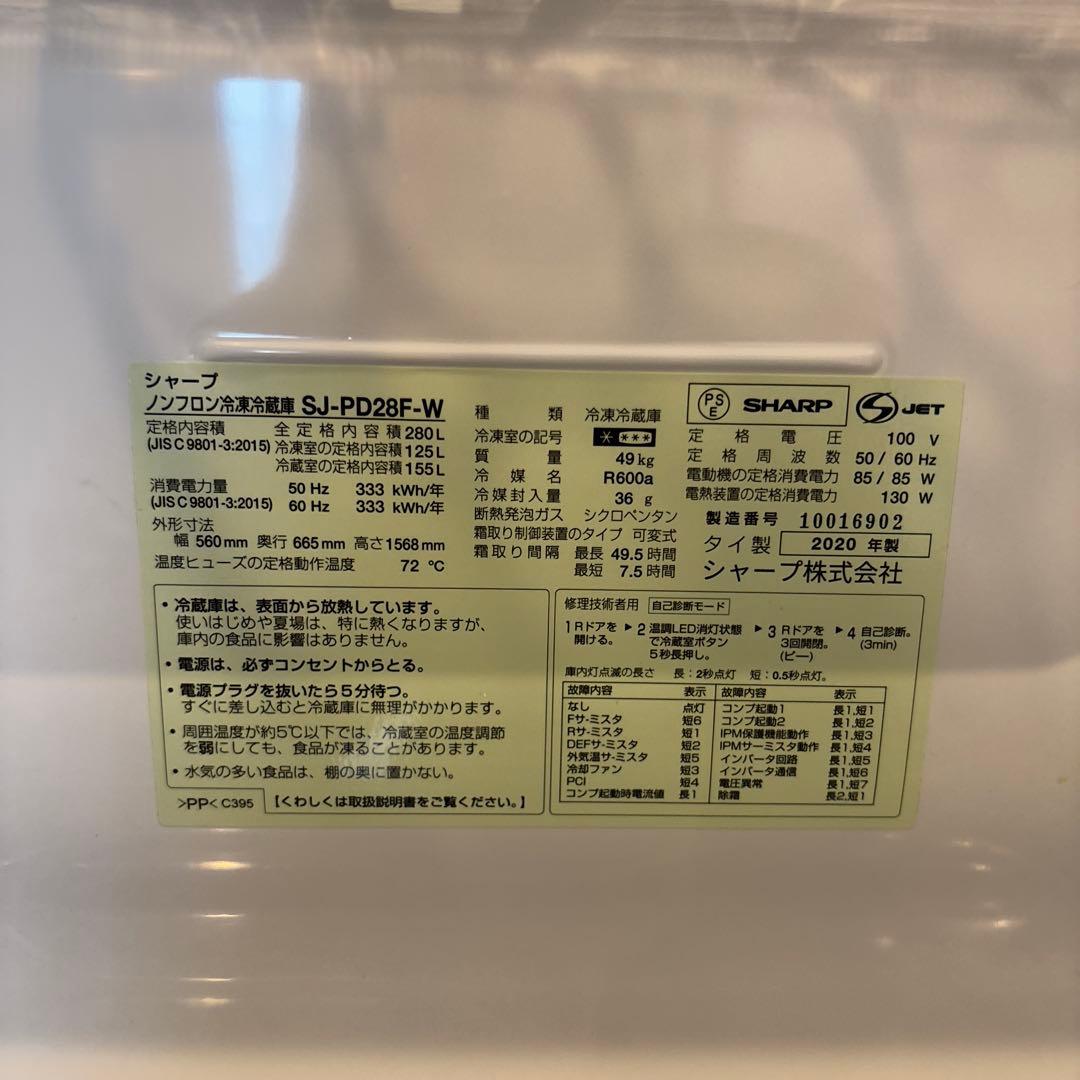 シャープ
ノンフロン冷凍冷蔵庫 SJ-PD28F-W
定格内容積 全定格内容積 280L
(JIS C 9801-3:2015) 冷凍室の定格内容積 125L
冷蔵室の定格内容積 155L
消費電力量 50 Hz 333 kWh/年
(JIS C 9801-3:2015) 60 Hz 333 kWh/年
外形寸法
幅 560mm 奥行 665mm 高さ1568mm
温度ヒューズの定格動作温度 72 ℃
種類 冷凍冷蔵庫
冷凍室の記号 * ***
質量 49kg
冷媒名 R600a
冷媒封入量 36 g
断熱発泡ガス シクロペンタン
霜取り制御装置のタイプ 可変式
霜取り間隔 最長 49.5時間
最短 7.5時間
PSE SHARP JET
定格電圧 100 V
定格周波数 50 / 60 Hz
電動機の定格消費電力 85 / 85 W
電熱装置の定格消費電力 130 W
製造番号 10016902
タイ製 2020 年製
シャープ株式会社
・冷蔵庫は、表面から放熱しています。
使いはじめや夏場は、特に熱くなりますが、
庫内の食品に影響はありません。
・電源は、必ずコンセントからとる。
・電源プラグを抜いたら5分待つ。
すぐに差し込むと冷蔵庫に無理がかかります。
・周囲温度が約5℃以下では、冷蔵室の温度調節
を弱にしても、食品が凍ることがあります。
・水気の多い食品は、棚の奥に置かない。
>PP< C395 【くわしくは取扱説明書をご覧ください。】
修理技術者用 自己診断モード
1 Rドアを開ける。 ▶ 2 温調LED消灯状態で冷蔵室ボタン5秒長押し。 ▶ 3 Rドアを3回開閉。(ピー) ▶ 4 自己診断。(3min)
庫内灯点滅の長さ 長：2秒点灯 短：0.5秒点灯。
故障内容 表示 故障内容 表示
なし 点灯 コンプ起動1 長1,短1
Fサ-ミスタ 短6 コンプ起動2 長1,短2
Rサ-ミスタ 短1 IPM保護機能動作 長1,短3
DEFサ-ミスタ 短2 IPMサーミスタ動作 長1,短4
外気温サ-ミスタ 短5 インバータ回路 長1,短5
冷却ファン 短3 インバータ通信 長1,短6
PCI 短4 電圧異常 長1,短7
コンプ起動時電流値 長1 除霜 長2,短1